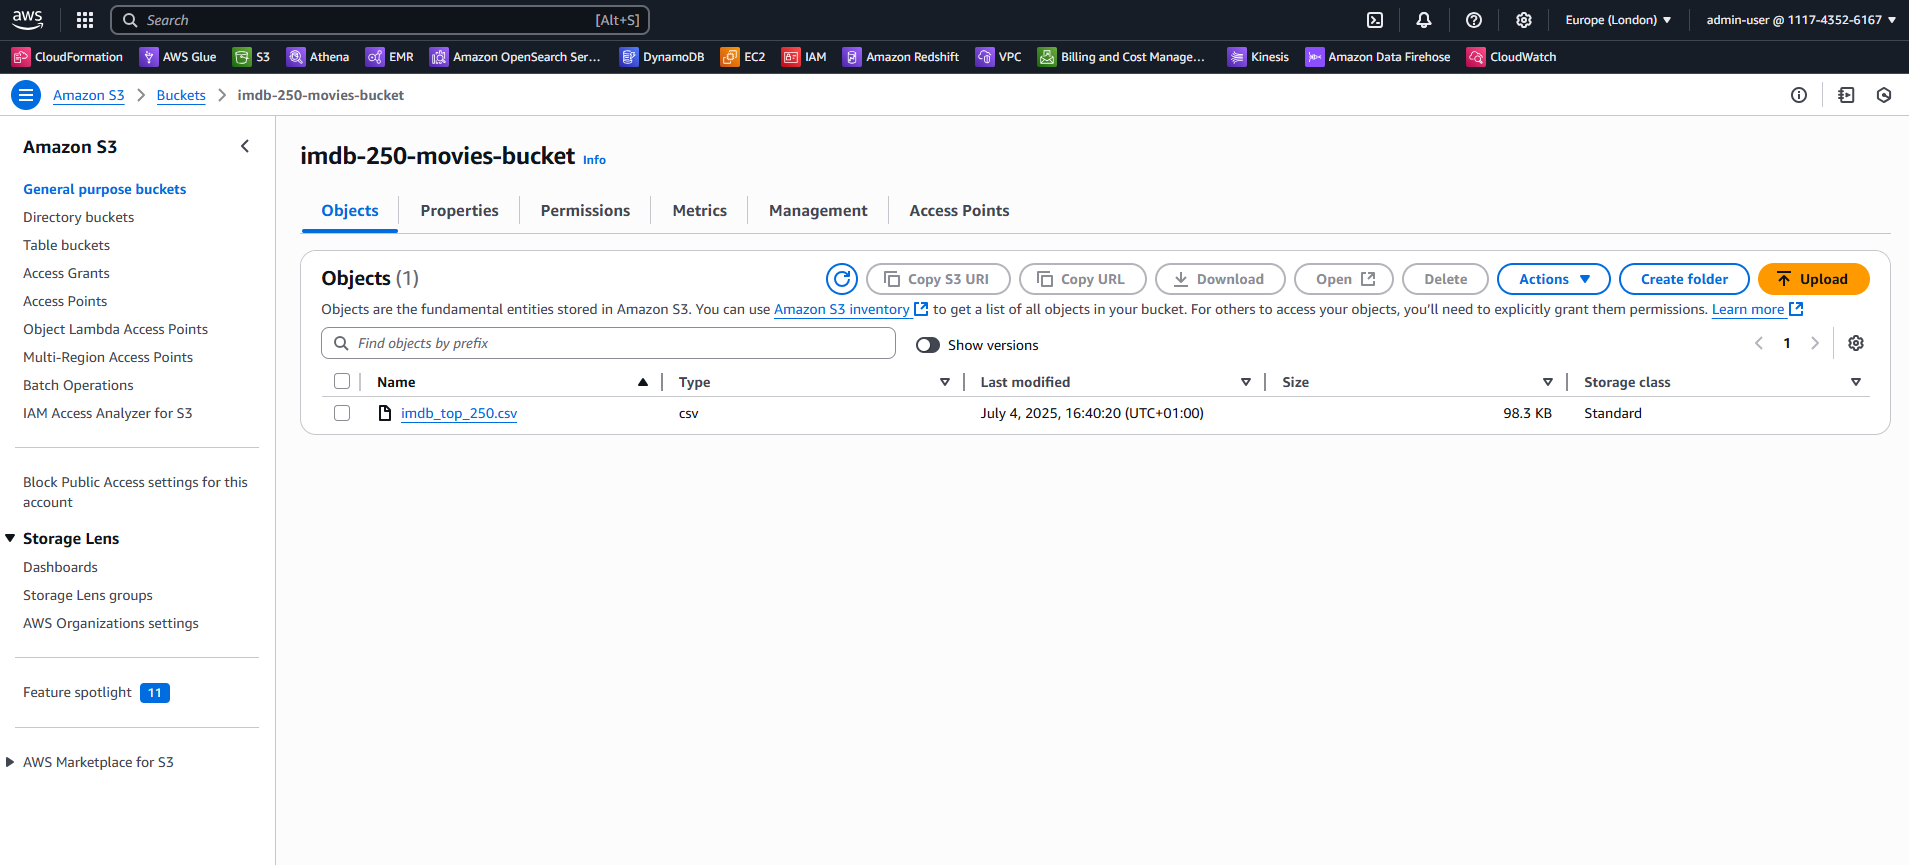 aws Search [Alt+S] Europe (London) admin-user @ 1117-4352-6167
CloudFormation AWS Glue S3 Athena EMR Amazon OpenSearch Ser... DynamoDB EC2 IAM Amazon Redshift VPC Billing and Cost Manage... Kinesis Amazon Data Firehose CloudWatch
Amazon S3 Buckets imdb-250-movies-bucket
Amazon S3
General purpose buckets
Directory buckets
Table buckets
Access Grants
Access Points
Object Lambda Access Points
Multi-Region Access Points
Batch Operations
IAM Access Analyzer for S3
Block Public Access settings for this
account
Storage Lens
Dashboards
Storage Lens groups
AWS Organizations settings
Feature spotlight 11
AWS Marketplace for S3
imdb-250-movies-bucket Info
Objects Properties Permissions Metrics Management Access Points
Objects (1) Copy S3 URI Copy URL Download Open Delete Actions Create folder Upload
Objects are the fundamental entities stored in Amazon S3. You can use Amazon S3 inventory to get a list of all objects in your bucket. For others to access your objects, you'll need to explicitly grant them permissions. Learn more
Find objects by prefix Show versions 1
Name Type Last modified Size Storage class
imdb_top_250.csv csv July 4, 2025, 16:40:20 (UTC+01:00) 98.3 KB Standard